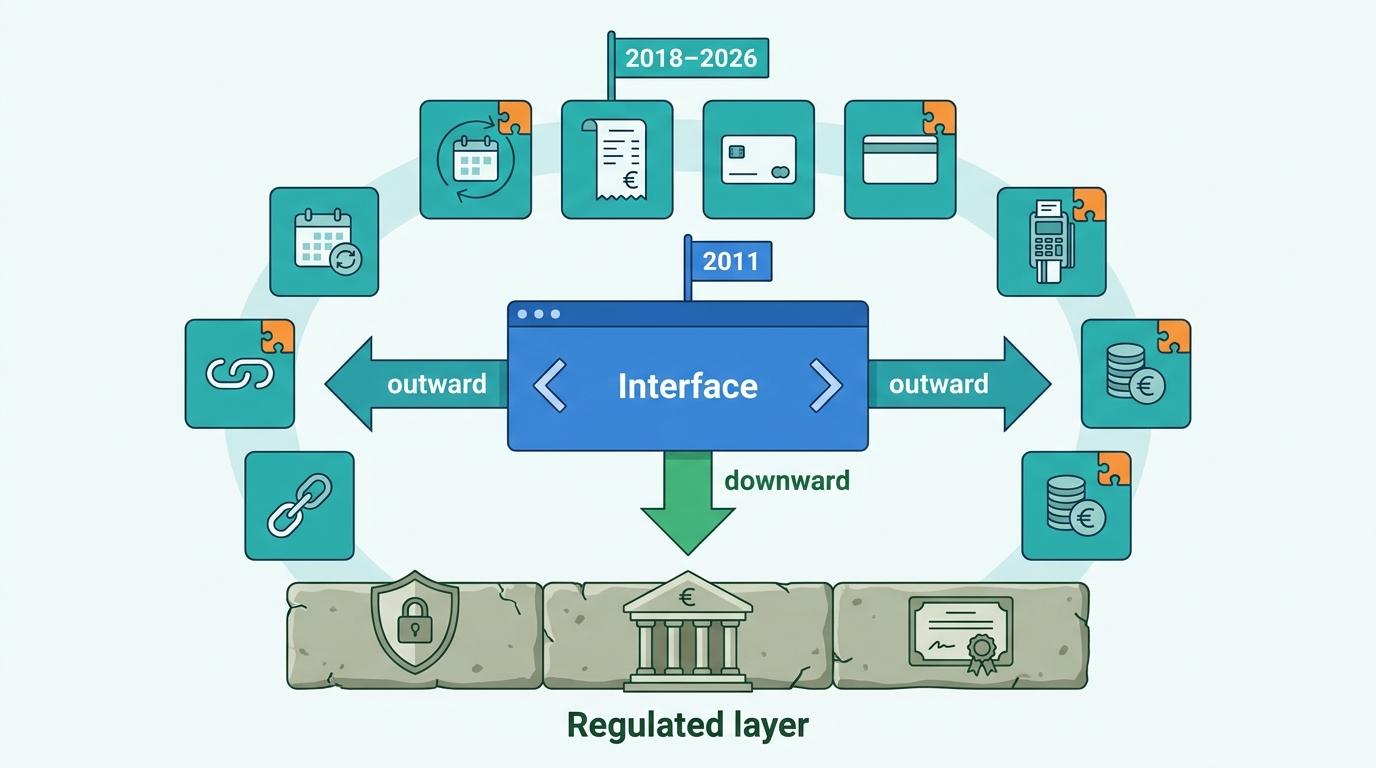 2018–2026
€
2011
outward
Interface
outward
€
downward
€
€
Regulated layer